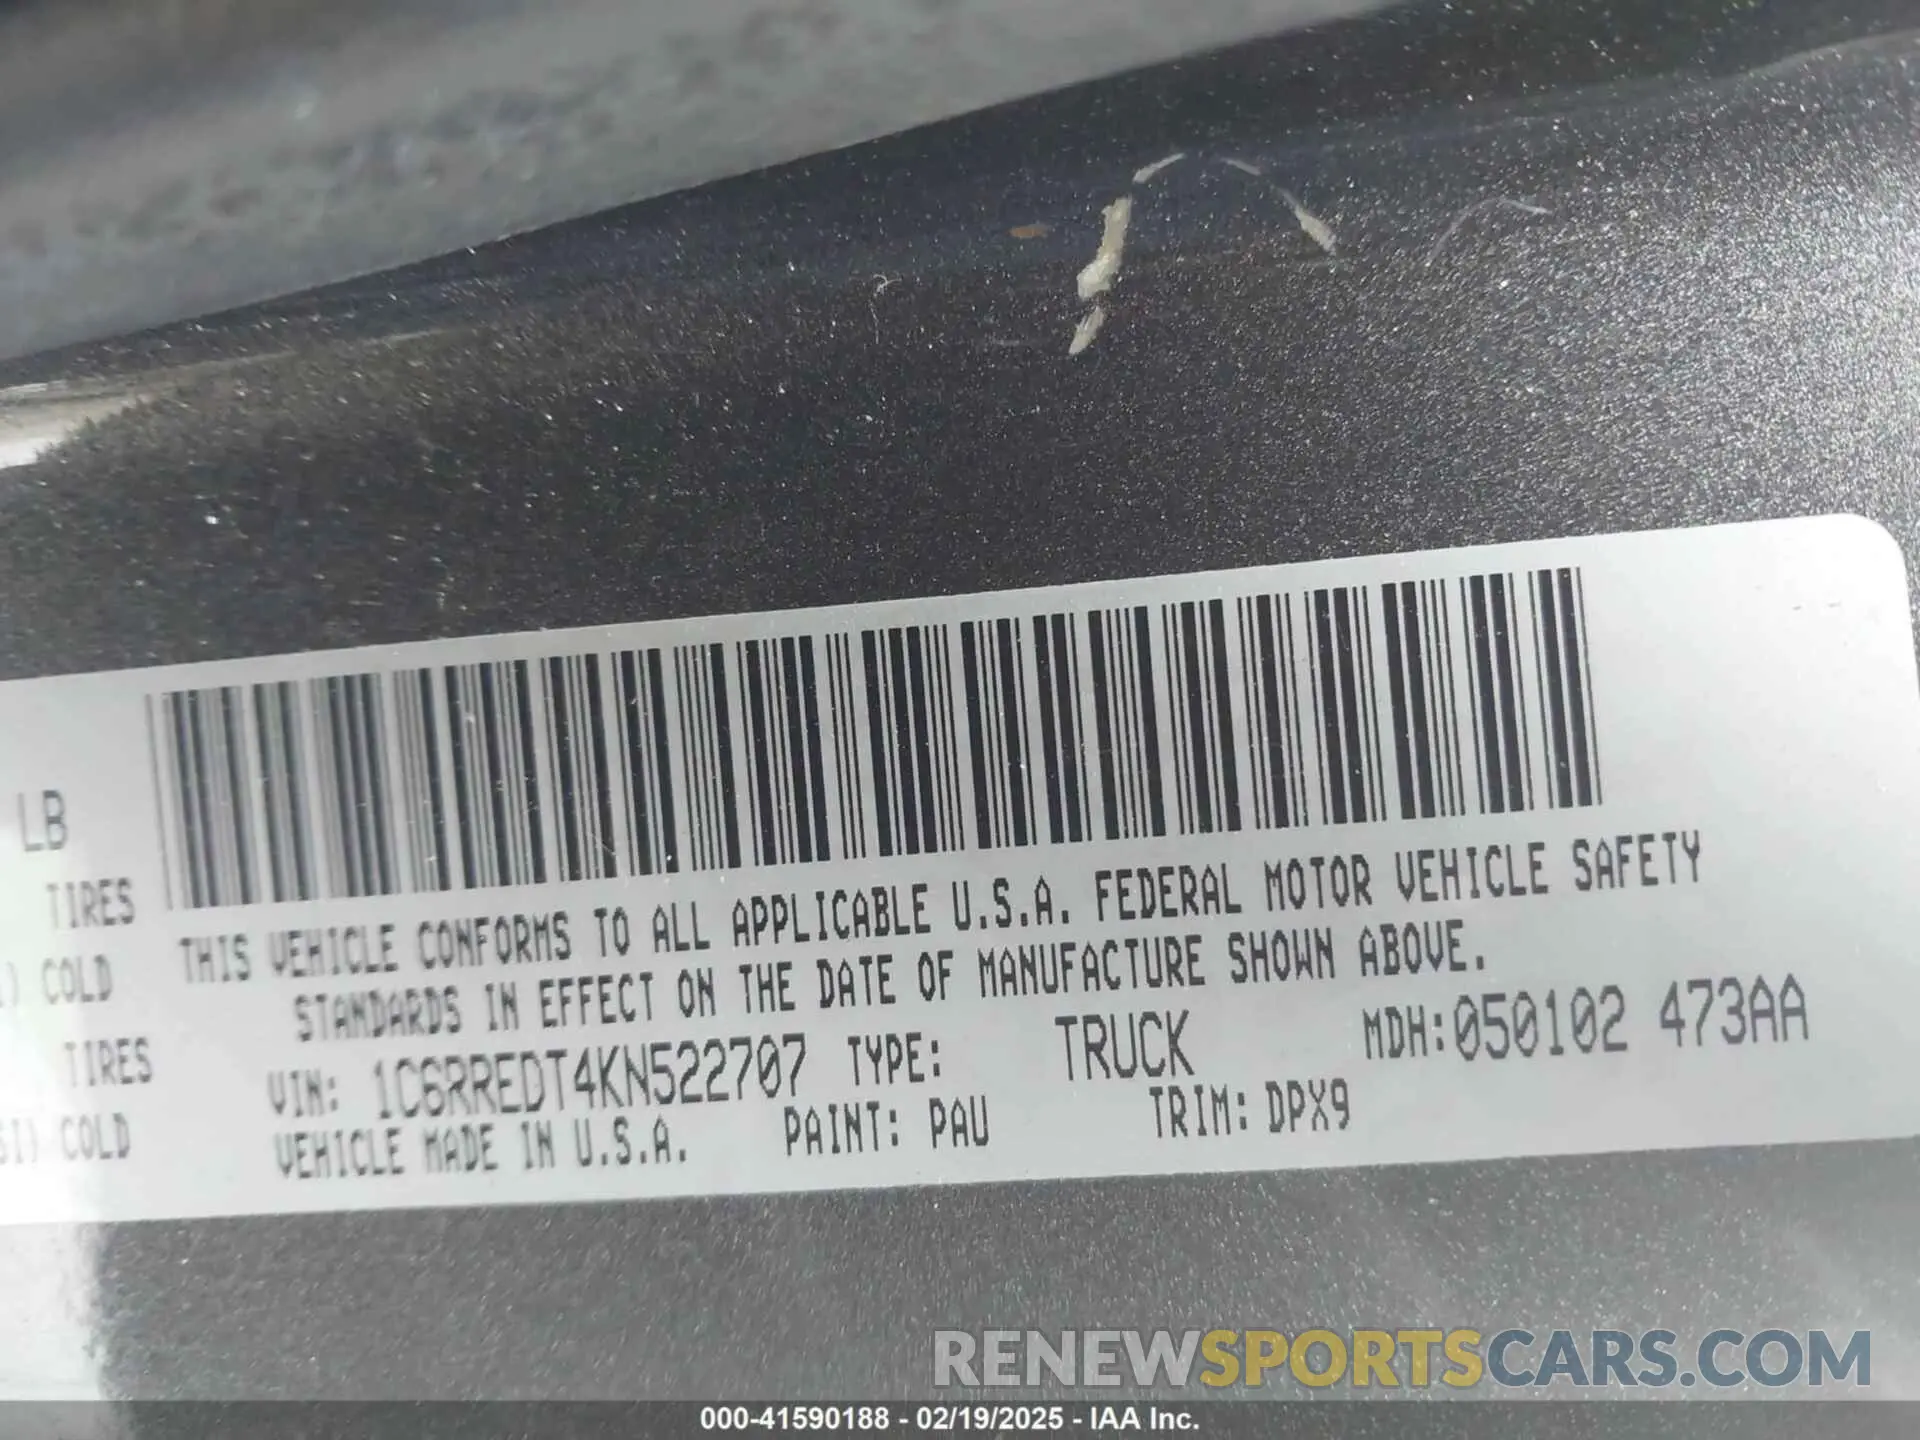 LB
TIRES
COLD
TIRES
SI) COLD
THIS VEHICLE CONFORMS TO ALL APPLICABLE U.S.A. FEDERAL MOTOR VEHICLE SAFETY
STANDARDS IN EFFECT ON THE DATE OF MANUFACTURE SHOWN ABOVE.
VIN: 1C6RREDT4KN522707 TYPE: TRUCK MDH:050102 473AA
VEHICLE MADE IN U.S.A. PAINT: PAU TRIM: DPX9
RENEWSPORTSCARS.COM
000-41590188 - 02/19/2025 - IAA Inc.